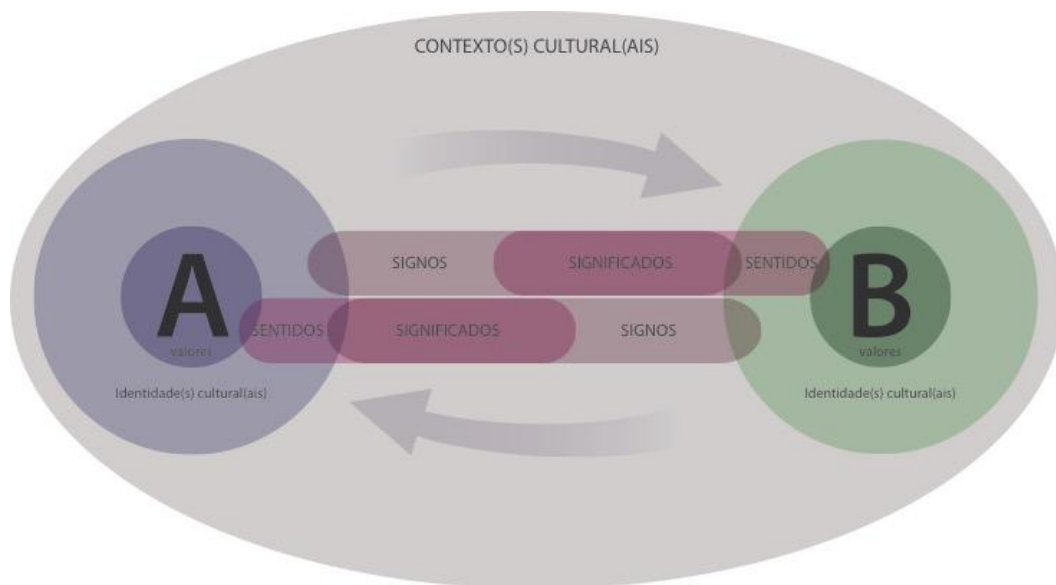 CONTEXTO(S) CULTURAL(AIS)
SIGNOS SIGNIFICADOS SENTIDOS
A B
SENTIDOS SIGNIFICADOS SIGNOS
valores valores
Identidade(s) cultural(ais) Identidade(s) cultural(ais)